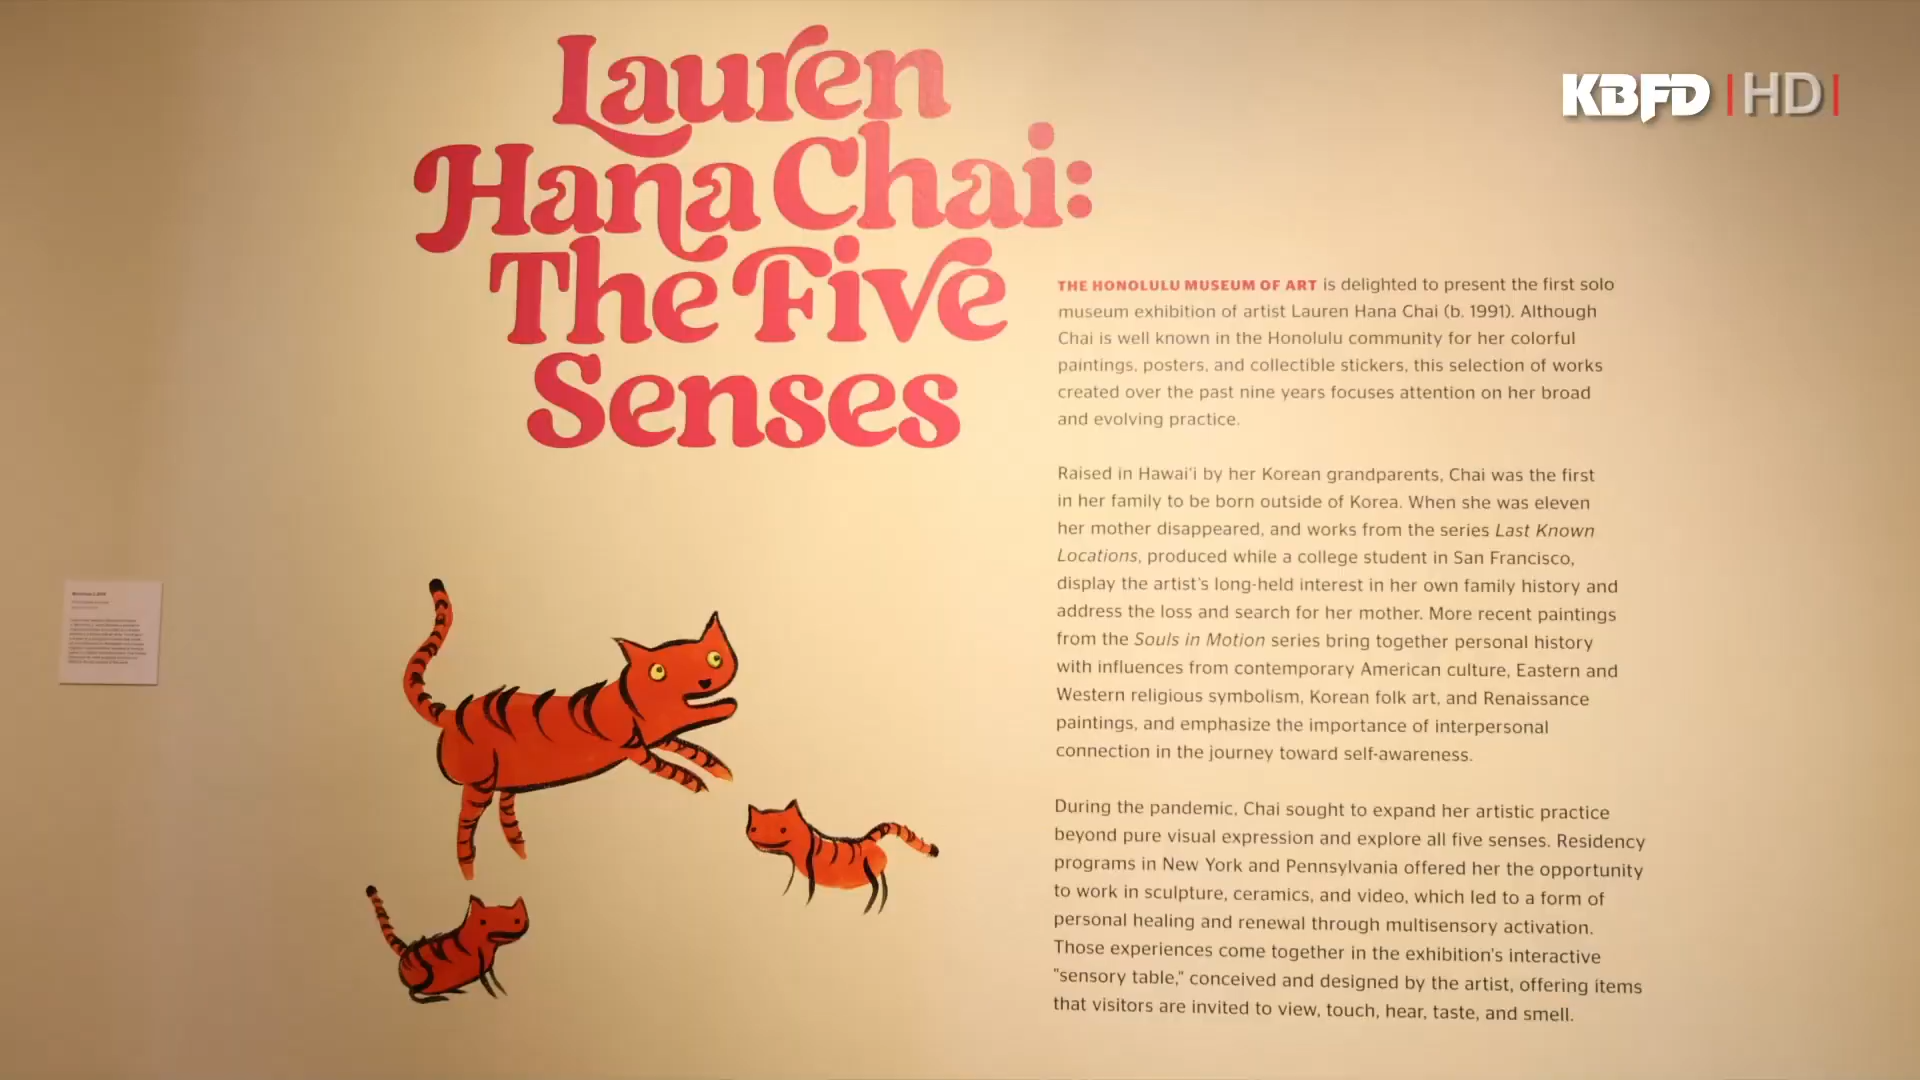 Lauren
Hana Chai:
The Five
Senses
KBFD HD
THE HONOLULU MUSEUM OF ART is delighted to present the first solo
museum exhibition of artist Lauren Hana Chai (b. 1991). Although
Chai is well known in the Honolulu community for her colorful
paintings, posters, and collectible stickers, this selection of works
created over the past nine years focuses attention on her broad
and evolving practice.
Raised in Hawai‘i by her Korean grandparents, Chai was the first
in her family to be born outside of Korea. When she was eleven
her mother disappeared, and works from the series Last Known
Locations, produced while a college student in San Francisco,
display the artist's long-held interest in her own family history and
address the loss and search for her mother. More recent paintings
from the Souls in Motion series bring together personal history
with influences from contemporary American culture, Eastern and
Western religious symbolism, Korean folk art, and Renaissance
paintings, and emphasize the importance of interpersonal
connection in the journey toward self-awareness.
During the pandemic, Chai sought to expand her artistic practice
beyond pure visual expression and explore all five senses. Residency
programs in New York and Pennsylvania offered her the opportunity
to work in sculpture, ceramics, and video, which led to a form of
personal healing and renewal through multisensory activation.
Those experiences come together in the exhibition's interactive
"sensory table," conceived and designed by the artist, offering items
that visitors are invited to view, touch, hear, taste, and smell.